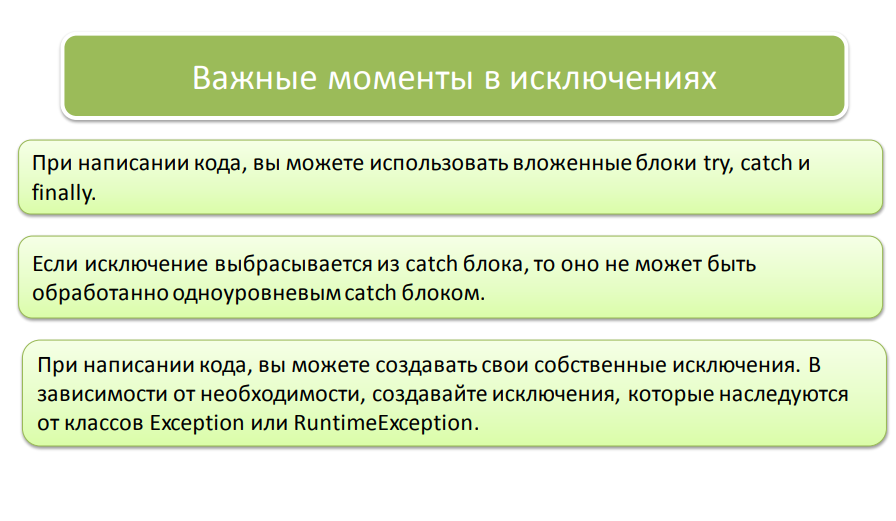 Важные моменты в исключениях
При написании кода, вы можете использовать вложенные блоки try, catch и
finally.
Если исключение выбрасывается из catch блока, то оно не может быть
обработанно одноуровневым catch блоком.
При написании кода, вы можете создавать свои собственные исключения. В
зависимости от необходимости, создавайте исключения, которые наследуются
от классов Exception или RuntimeException.